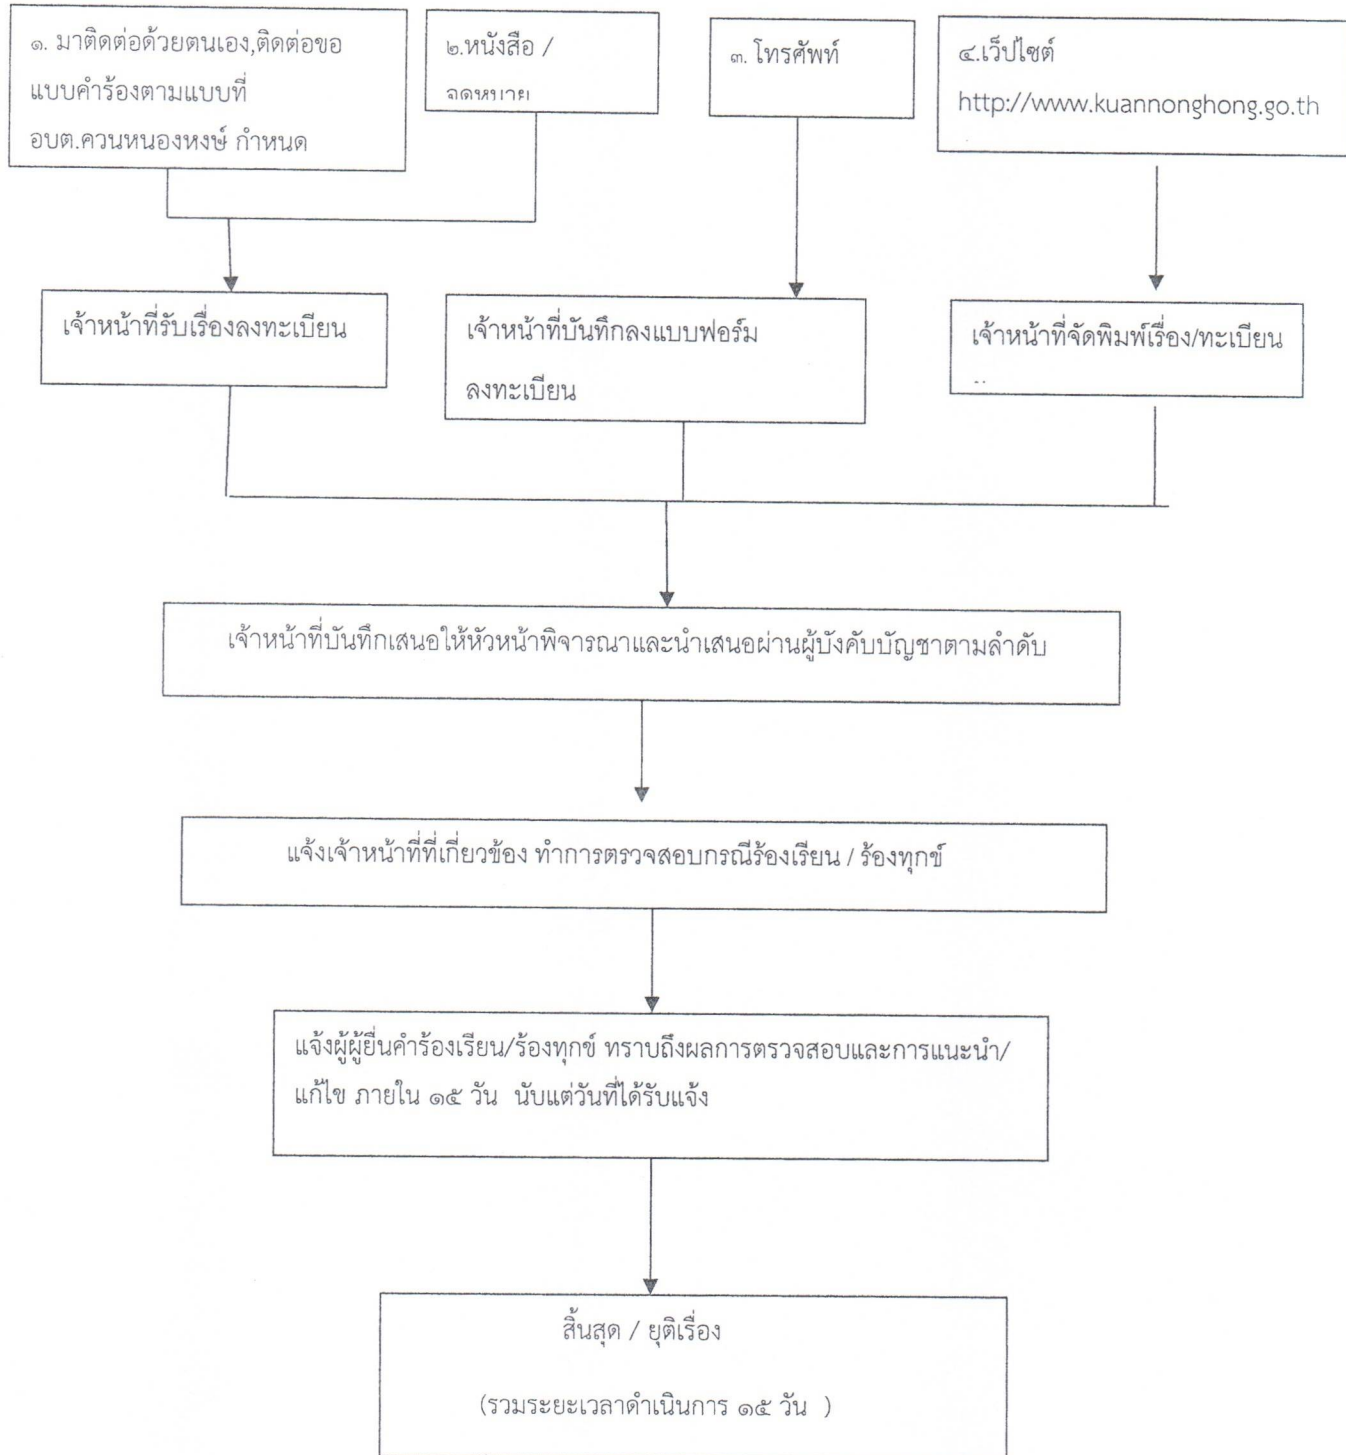 ๑. มาติดต่อด้วยตนเอง,ติดต่อขอ
แบบคำร้องตามแบบที่
อบต.ควนหนองหงษ์ กำหนด
๒.หนังสือ /
จดหมาย
๓. โทรศัพท์
๔.เว็ปไซต์
http://www.kuannonghong.go.th
เจ้าหน้าที่รับเรื่องลงทะเบียน
เจ้าหน้าที่บันทึกลงแบบฟอร์ม
ลงทะเบียน
เจ้าหน้าที่จัดพิมพ์เรื่อง/ทะเบียน
เจ้าหน้าที่บันทึกเสนอให้หัวหน้าพิจารณาและนำเสนอผ่านผู้บังคับบัญชาตามลำดับ
แจ้งเจ้าหน้าที่ที่เกี่ยวข้อง ทำการตรวจสอบกรณีร้องเรียน / ร้องทุกข์
แจ้งผู้ผู้ยื่นคำร้องเรียน/ร้องทุกข์ ทราบถึงผลการตรวจสอบและการแนะนำ/
แก้ไข ภายใน ๑๕ วัน นับแต่วันที่ได้รับแจ้ง
สิ้นสุด / ยุติเรื่อง
(รวมระยะเวลาดำเนินการ ๑๕ วัน )